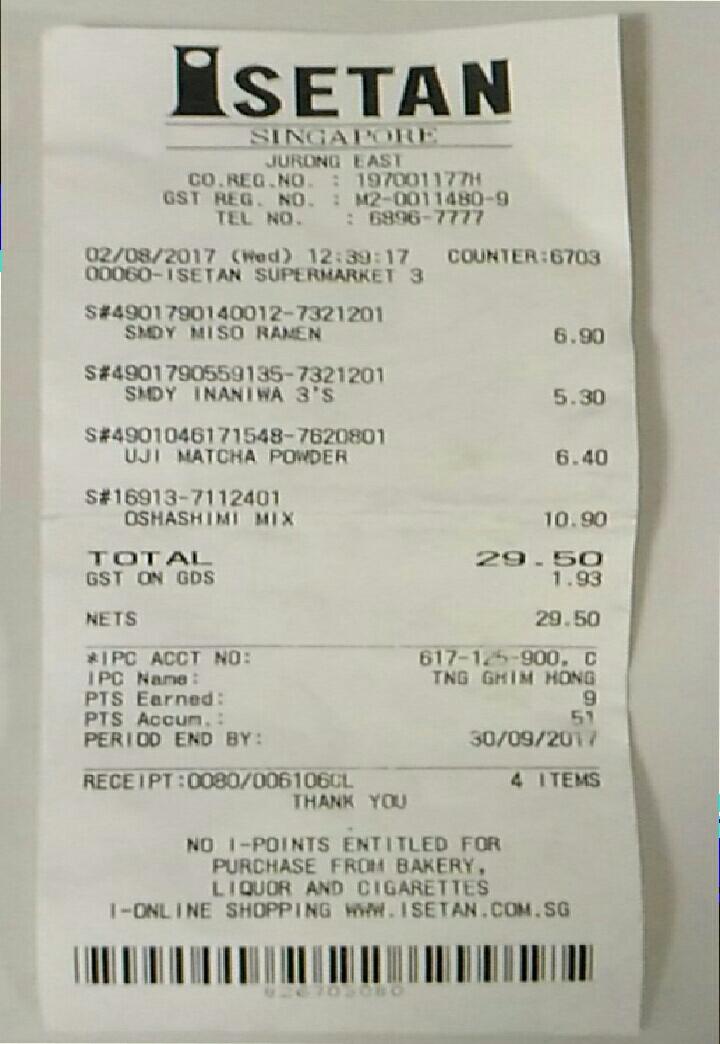 ISETAN
SINGAPORE
JURONG EAST
CO.REG.NO. : 197001177H
GST REG. NO. : M2-0011480-9
TEL NO. : 6896-7777
02/08/2017 (Wed) 12:39:17 COUNTER:6703
00060-ISETAN SUPERMARKET 3
S#4901790140012-7321201
SMDY MISO RAMEN 6.90
S#4901790559135-7321201
SMDY INANIWA 3'S 5.30
S#4901046171548-7620801
UJI MATCHA POWDER 6.40
S#16913-7112401
OSHASHIMI MIX 10.90
TOTAL 29.50
GST ON GDS 1.93
NETS 29.50
*IPC ACCT NO: 617-125-900, C
IPC Name: TNG GHIM HONG
PTS Earned: 9
PTS Accum.: 51
PERIOD END BY: 30/09/2017
RECEIPT:0080/006106CL 4 ITEMS
THANK YOU
NO I-POINTS ENTITLED FOR
PURCHASE FROM BAKERY,
LIQUOR AND CIGARETTES
I-ONLINE SHOPPING WWW.ISETAN.COM.SG